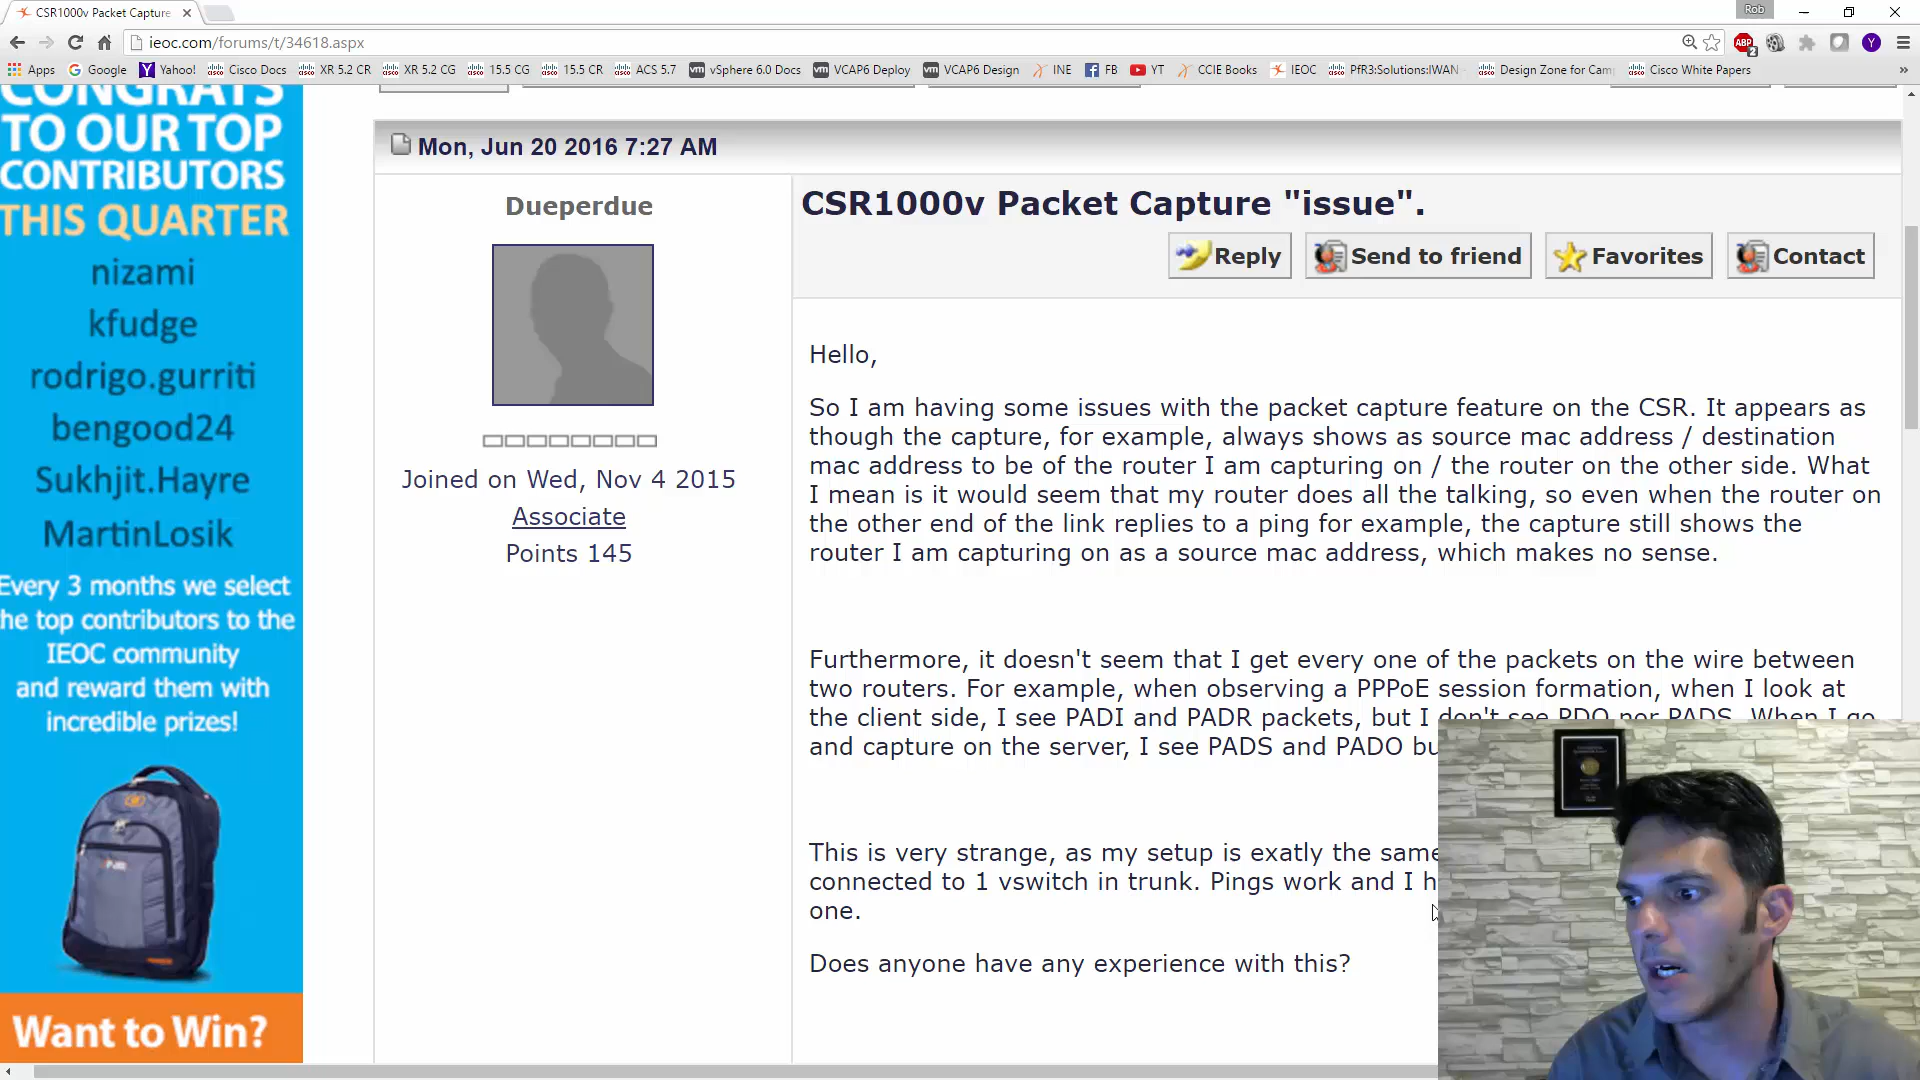 CSR1000v Packet Capture
Rob
ieoc.com/forums/t/34618.aspx
Apps Google Yahoo! Cisco Docs XR 5.2 CR XR 5.2 CG 15.5 CG 15.5 CR ACS 5.7 vSphere 6.0 Docs VCAP6 Deploy VCAP6 Design INE FB YT CCIE Books IEOC PfR3:Solutions:IWAN Design Zone for Cam Cisco White Papers »
CONGRATS
TO OUR TOP
CONTRIBUTORS
THIS QUARTER
nizami
kfudge
rodrigo.gurriti
bengood24
Sukhjit.Hayre
MartinLosik
Every 3 months we select
the top contributors to the
IEOC community
and reward them with
incredible prizes!
Want to Win?
Mon, Jun 20 2016 7:27 AM
Dueperdue
Joined on Wed, Nov 4 2015
Associate
Points 145
CSR1000v Packet Capture "issue".
Reply Send to friend Favorites Contact
Hello,
So I am having some issues with the packet capture feature on the CSR. It appears as
though the capture, for example, always shows as source mac address / destination
mac address to be of the router I am capturing on / the router on the other side. What
I mean is it would seem that my router does all the talking, so even when the router on
the other end of the link replies to a ping for example, the capture still shows the
router I am capturing on as a source mac address, which makes no sense.
Furthermore, it doesn't seem that I get every one of the packets on the wire between
two routers. For example, when observing a PPPoE session formation, when I look at
the client side, I see PADI and PADR packets, but I don't see PDO nor PADS. When I go
and capture on the server, I see PADS and PADO bu
This is very strange, as my setup is exatly the same
connected to 1 vswitch in trunk. Pings work and I h
one.
Does anyone have any experience with this?